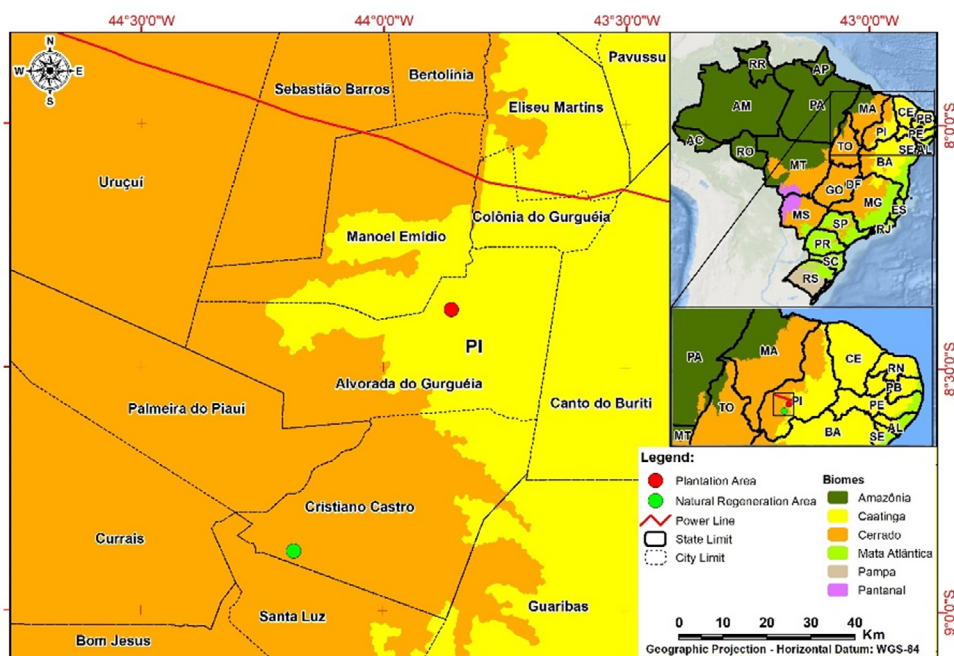 44°30'0"W
44°0'0"W
43°30'0"W
43°0'0"W
N
W
E
S
Sebastião Barros
Bertolínia
Pavussu
Eliseu Martins
Uruçuí
Colônia do Gurguéia
Manoel Emídio
PI
Alvorada do Gurguéia
Palmeira do Piauí
Canto do Buriti
Cristiano Castro
Currais
Santa Luz
Guaribas
Bom Jesus
8°0'0"S
8°30'0"S
9°0'0"S
RR
AP
AM
PA
MA
CE
PB
PI
PE
AC
RO
TO
SE
AL
MT
BA
GO
DF
MG
MS
ES
SP
RJ
PR
SC
RS
PA
MA
CE
RN
PB
PI
TO
PE
AL
MT
BA
SE
Legend:
Plantation Area
Natural Regeneration Area
Power Line
State Limit
City Limit
Biomes
Amazônia
Caatinga
Cerrado
Mata Atlântica
Pampa
Pantanal
0 10 20 30 40
Km
Geographic Projection - Horizontal Datum: WGS-84